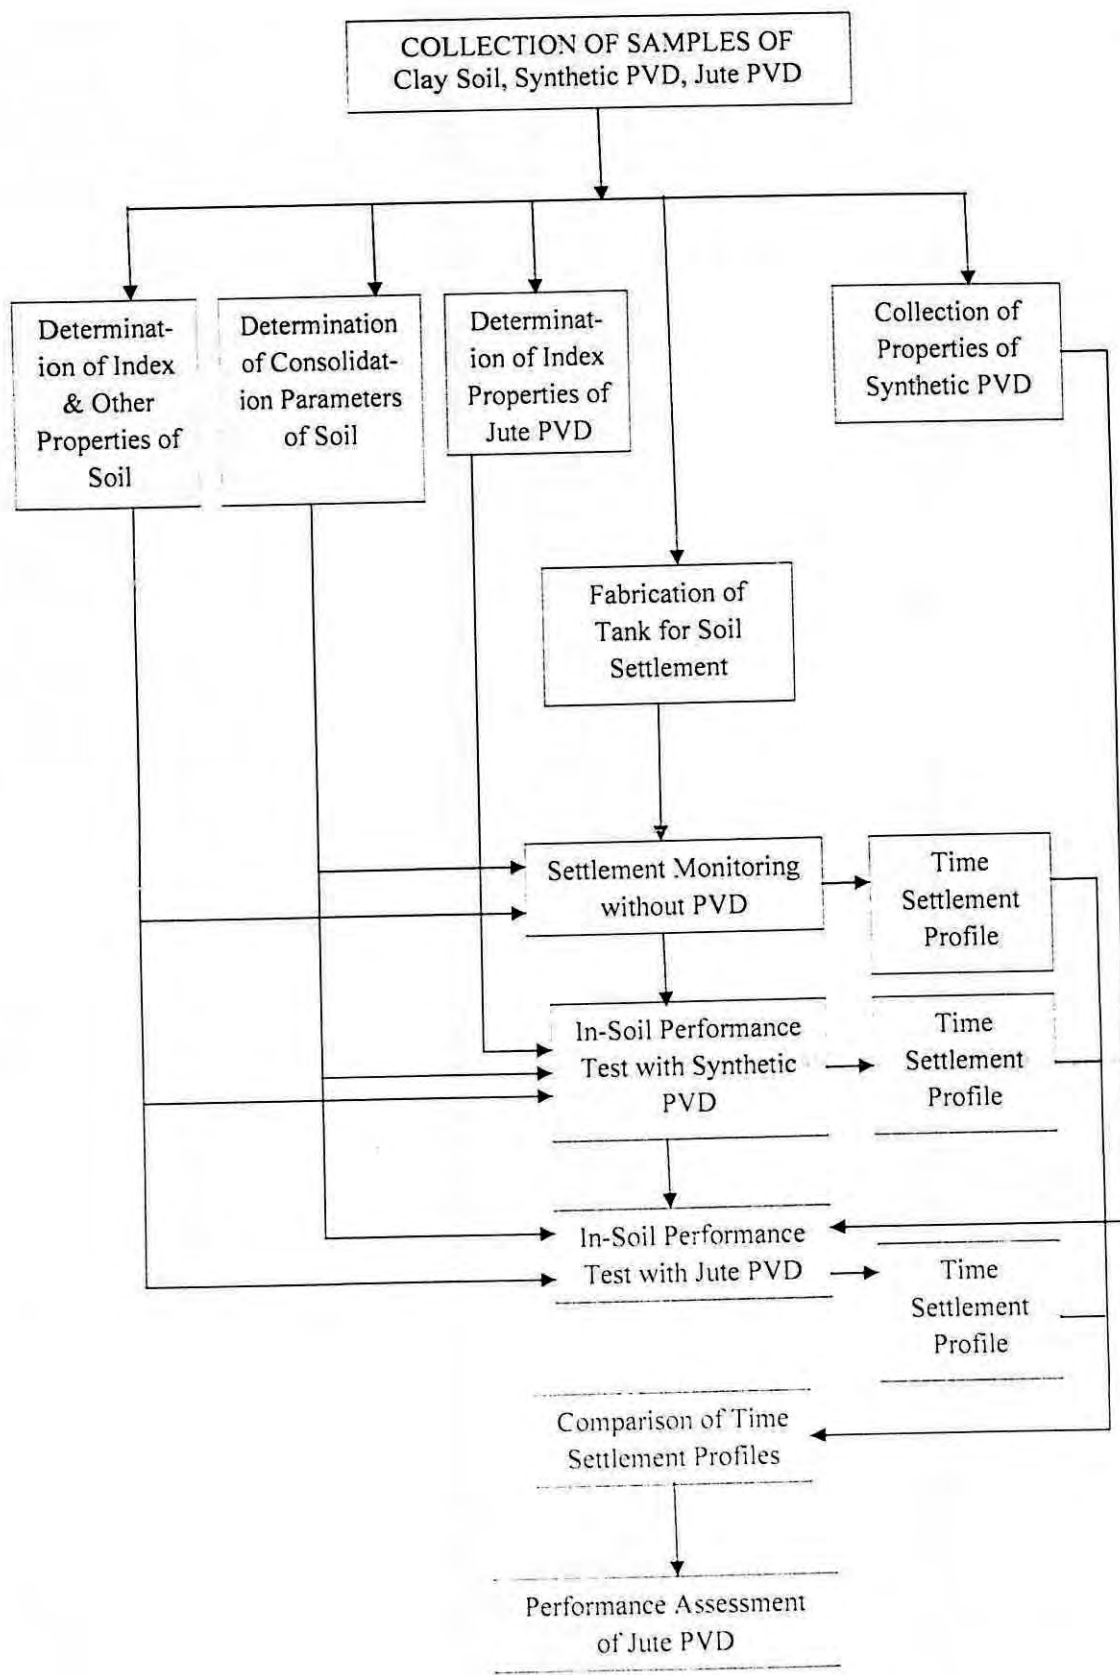 COLLECTION OF SAMPLES OF
Clay Soil, Synthetic PVD, Jute PVD
Determinat-
ion of Index
& Other
Properties of
Soil
Determination
of Consolidat-
ion Parameters
of Soil
Determinat-
ion of Index
Properties of
Jute PVD
Collection of
Properties of
Synthetic PVD
Fabrication of
Tank for Soil
Settlement
Settlement Monitoring
without PVD
Time
Settlement
Profile
In-Soil Performance
Test with Synthetic
PVD
Time
Settlement
Profile
In-Soil Performance
Test with Jute PVD
Time
Settlement
Profile
Comparison of Time
Settlement Profiles
Performance Assessment
of Jute PVD